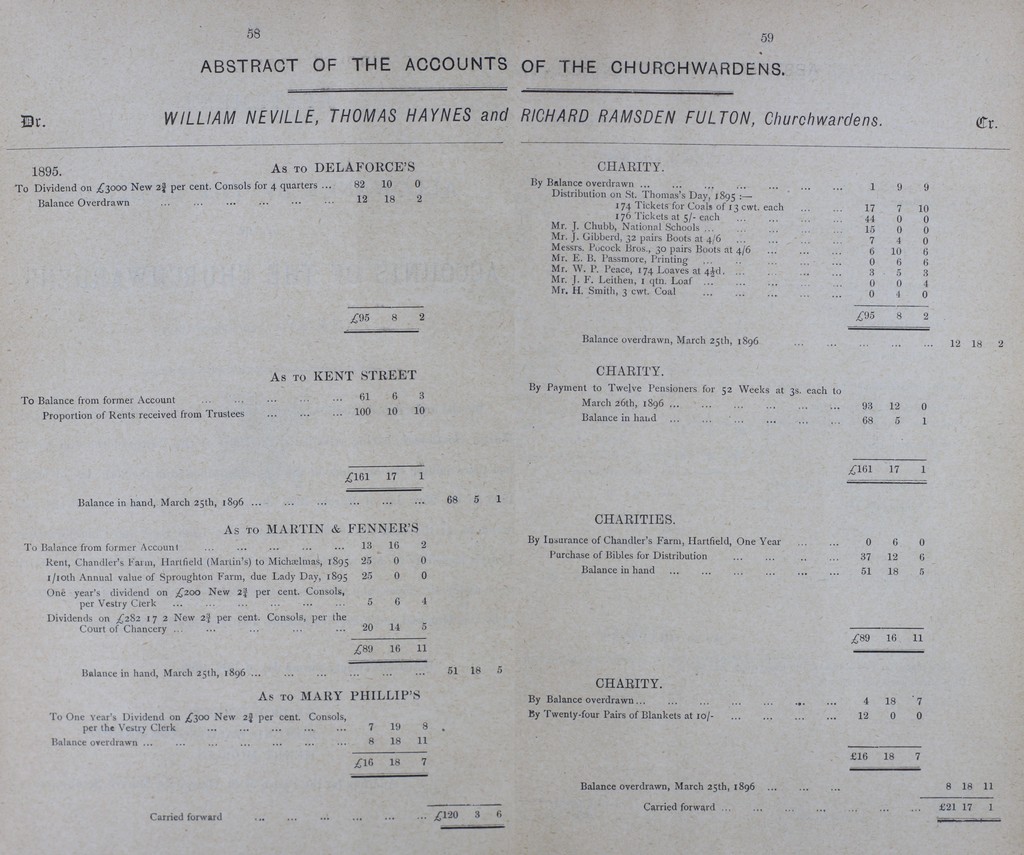 58
59
ABSTRACT OF THE ACCOUNTS OF THE CHURCHWARDENS.
Dr. WILLIAM NEVILLE, THOMAS HAYNES and RICHARD RAMSDEN FULTON, Churchwardens. Cr.
1895. As to DELAFORCE'S
To Dividend on £3000 New 2¾ per cent. Consols for 4 quarters ... 82 10 0
Balance Overdrawn ... ... ... ... ... ... 12 18 2
£95 8 2
As to KENT STREET
To Balance from former Account ... ... ... ... ... 61 6 3
Proportion of Rents received from Trustees ... ... ... 100 10 10
£161 17 1
Balance in hand, March 25th, 1896 ... ... ... ... ... ... 68 5 1
As to MARTIN & FENNER'S
To Balance from former Account ... ... ... ... ... 13 16 2
Rent, Chandler's Farm, Hartfield (Martin's) to Michaelmas, 1895 25 0 0
1/10th Annual value of Sproughton Farm, due Lady Day, 1895 25 0 0
One year's dividend on £200 New 2¾ per cent. Consols,
per Vestry Clerk ... ... ... ... ... ... 5 6 4
Dividends on £282 17 2 New 2¾ per cent. Consols, per the
Court of Chancery ... ... ... ... ... 20 14 5
£89 16 11
Balance in hand, March 25th, 1896 ... ... ... ... ... ... 51 18 5
As to MARY PHILLIP'S
To One Year's Dividend on £300 New 2¾ per cent. Consols,
per the Vestry Clerk ... ... ... ... ... 7 19 8
Balance overdrawn ... ... ... ... ... ... ... 8 18 11
£16 18 7
Carried forward ... ... ... ... ... ... £120 3 6
CHARITY.
By Balance overdrawn ... ... ... ... ... ... ... 1 9 9
Distribution on St. Thomas's Day, 1895 :—
174 Tickets for Coals of 13 cwt. each ... ... 17 7 10
176 Tickets at 5/- each ... ... ... ... 44 0 0
Mr. J. Chubb, National Schools ... ... ... ... ... 15 0 0
Mr. J. Gibberd, 32 pairs Boots at 4/6 ... ... ... ... 7 4 0
Messrs. Pocock Bros., 30 pairs Boots at 4/6 ... ... ... 6 10 6
Mr. E. B. Passmore, Printing ... ... ... ... ... 0 6 6
Mr. W. P. Peace, 174 Loaves at 4½d. ... ... ... ... 3 5 3
Mr. J. F. Leithen, 1 qtn. Loaf ... ... ... ... ... 0 0 4
Mr. H. Smith, 3 cwt. Coal ... ... ... ... ... 0 4 0
£95 8 2
Balance overdrawn, March 25th, 1896 ... ... ... ... ... 12 18 2
CHARITY.
By Payment to Twelve Pensioners for 52 Weeks at 3s. each to
March 26th, 1896 ... ... ... ... ... ... 93 12 0
Balance in hand ... ... ... ... ... ... 68 5 1
£161 17 1
CHARITIES.
By Insurance of Chandler's Farm, Hartfield, One Year ... ... 0 6 0
Purchase of Bibles for Distribution ... ... ... ... 37 12 6
Balance in hand ... ... ... ... ... ... 51 18 5
£89 16 11
CHARITY.
By Balance overdrawn ... ... ... ... ... ... ... 4 18 7
By Twenty-four Pairs of Blankets at 10/- ... ... ... ... 12 0 0
£16 18 7
Balance overdrawn, March 25th, 1896 ... ... ... 8 18 11
Carried forward ... ... ... ... ... ... £21 17 1